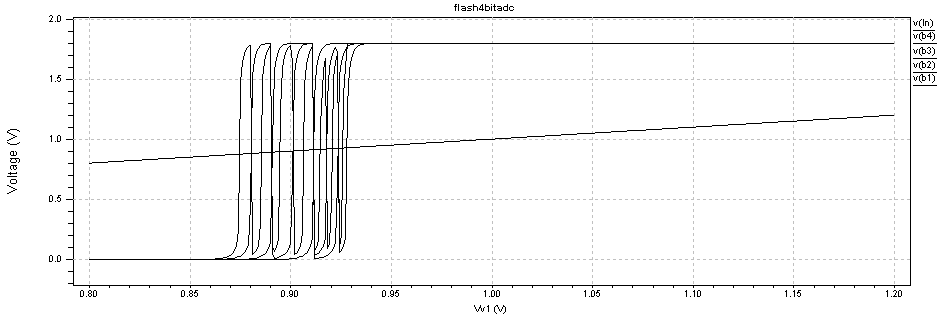 flash4bitadc
2.0
1.5
1.0
0.5
0.0
Voltage (V)
0.80 0.85 0.90 0.95 1.00 1.05 1.10 1.15 1.20
Vv1 (V)
v(in)
v(b4)
v(b3)
v(b2)
v(b1)